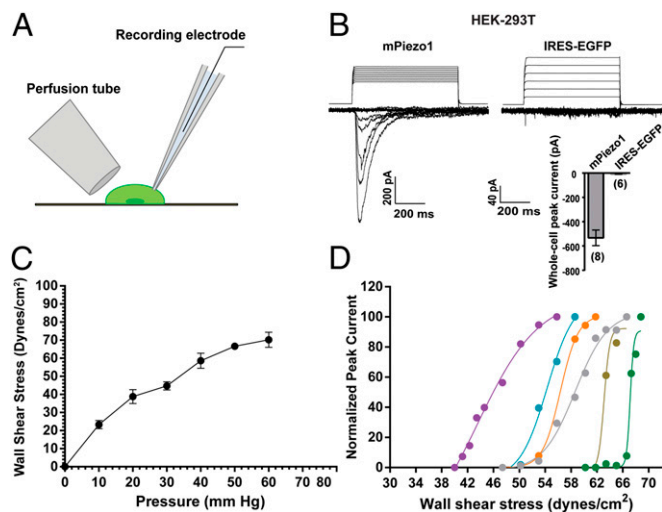 A
Recording electrode
Perfusion tube
B
HEK-293T
mPiezo1
IRES-EGFP
200 pA
200 ms
40 pA
200 ms
mPiezo1
IRES-EGFP
Whole-cell peak current (pA)
0
-200
-400
-600
-800
(6)
(8)
C
Wall Shear Stress (Dynes/cm²)
100
90
80
70
60
50
40
30
20
10
0
0 10 20 30 40 50 60 70 80
Pressure (mm Hg)
D
Normalized Peak Current
120
100
80
60
40
20
0
30 34 38 42 46 50 54 58 62 66 70
Wall shear stress (dynes/cm²)